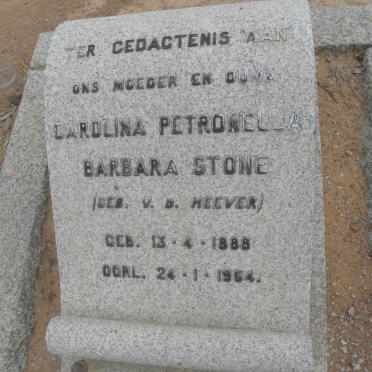 TER GEDACTENIS AAN
ONS MOEDER EN OUMA
CAROLINA PETRONELLA
BARBARA STONE
(GEB. V. D. HEEVER)
GEB. 13-4-1888
OORL. 24-1-1964.